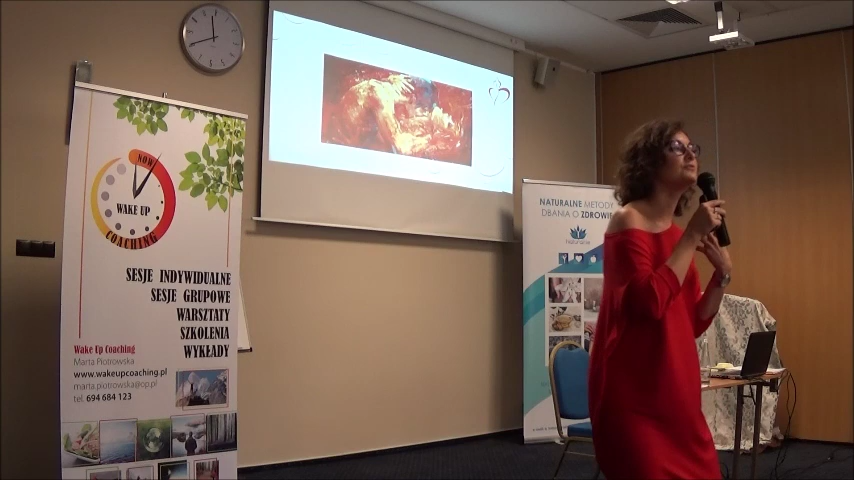 NOW
WAKE UP
COACHING
SESJE INDYWIDUALNE
SESJE GRUPOWE
WARSZTATY
SZKOLENIA
WYKŁADY
Wake Up Coaching
Marta Piotrowska
www.wakeupcoaching.pl
marta.piotrowska@op.pl
tel. 694 684 123
NATURALNE METODY
DBANIA O ZDROWIE